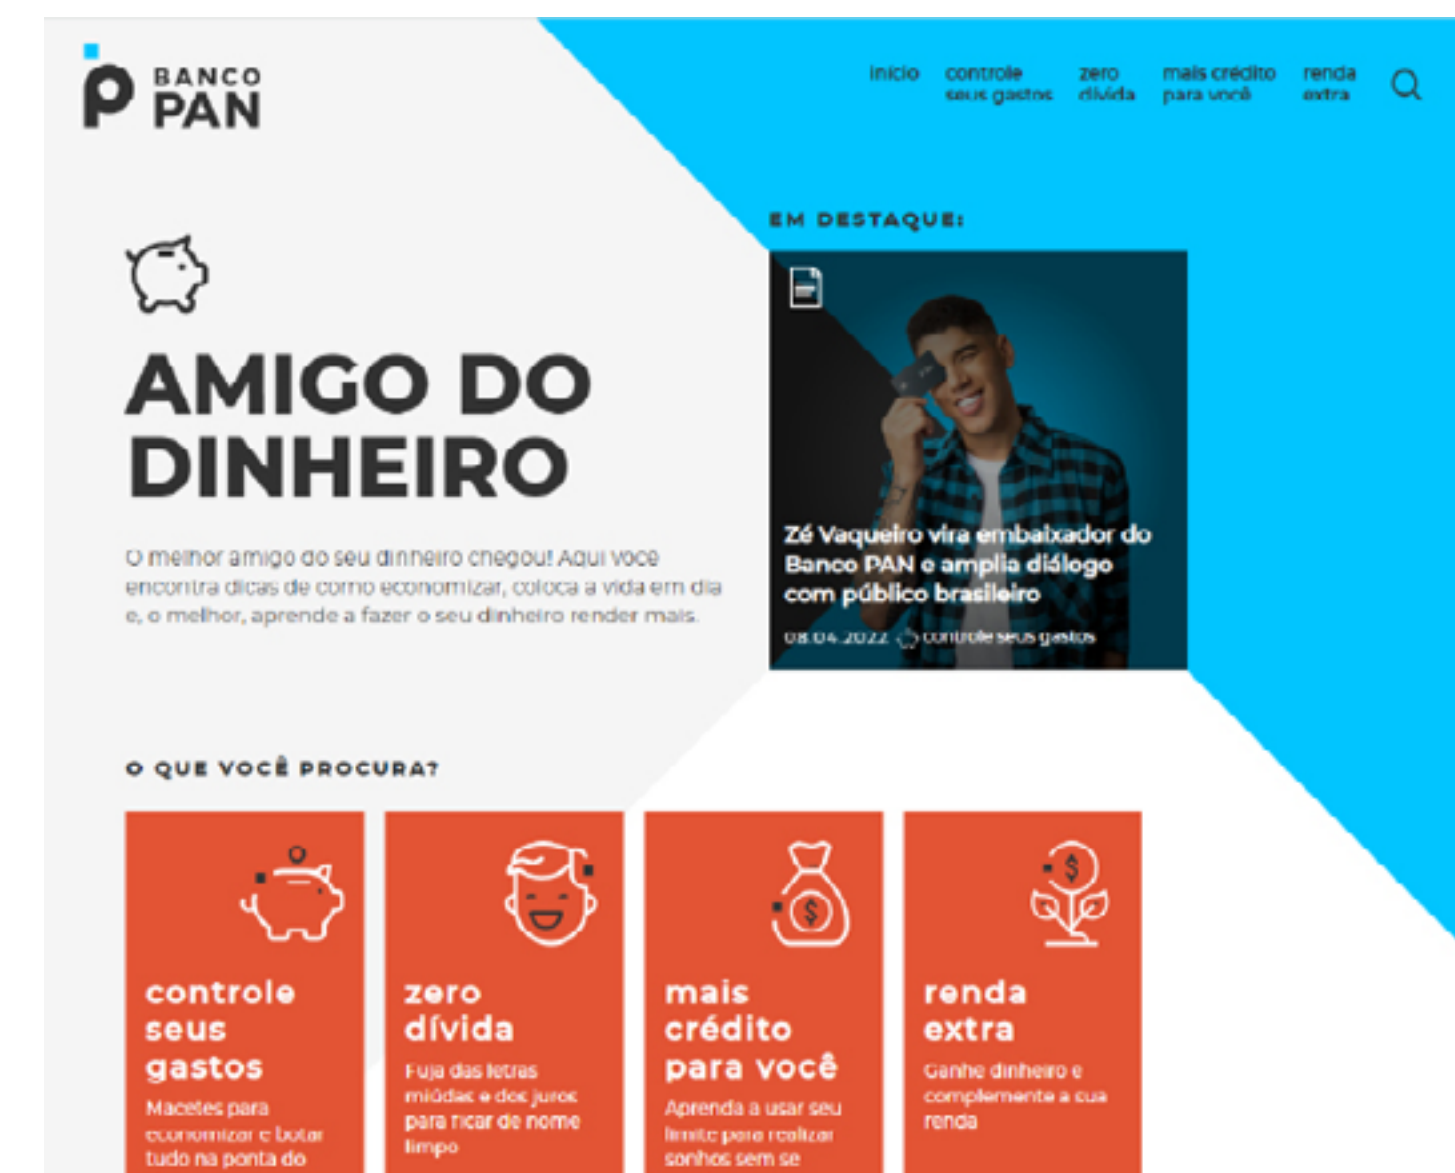 BANCO
PAN
início
controle
seus gastos
zero
dívida
mais crédito
para você
renda
extra
EM DESTAQUE:
AMIGO DO
DINHEIRO
O melhor amigo do seu dinheiro chegou! Aqui você
encontra dicas de como economizar, coloca a vida em dia
e, o melhor, aprende a fazer o seu dinheiro render mais.
Zé Vaqueiro vira embaixador do
Banco PAN e amplia diálogo
com público brasileiro
08.04.2022 controle seus gastos
O QUE VOCÊ PROCURA?
controle
seus
gastos
Macetes para
economizar e botar
tudo na ponta do
zero
dívida
Fuja das letras
miúdas e dos juros
para ficar de nome
limpo
mais
crédito
para você
Aprenda a usar seu
limite para realizar
sonhos sem se
renda
extra
Ganhe dinheiro e
complemente a sua
renda